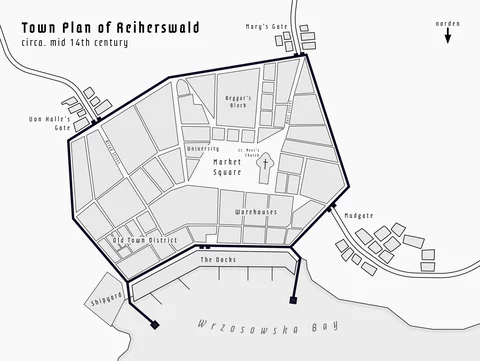 Town Plan of Reiherswald
circa. mid 14th century
Mary's Gate
norden
Van Halle's
Gate
Beggar's
Block
University
St. Mary's
Church
Market
Square
Warehouses
Mudgate
Old Town District
The Docks
Shipyard
Wrzosowska Bay